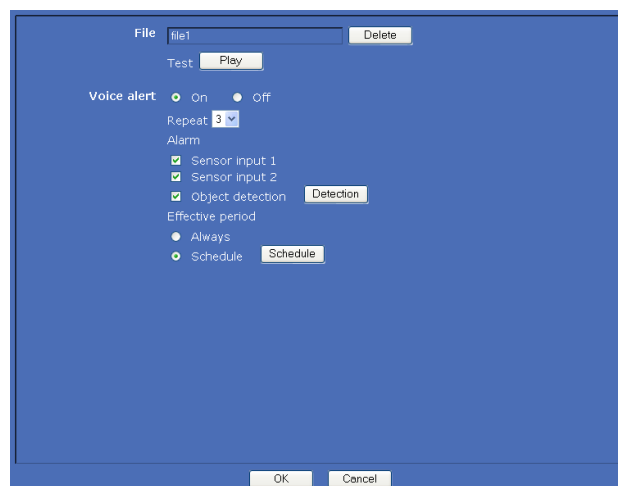 File file1 Delete
Test Play
Voice alert On Off
Repeat 3
Alarm
Sensor input 1
Sensor input 2
Object detection Detection
Effective period
Always
Schedule Schedule
OK Cancel